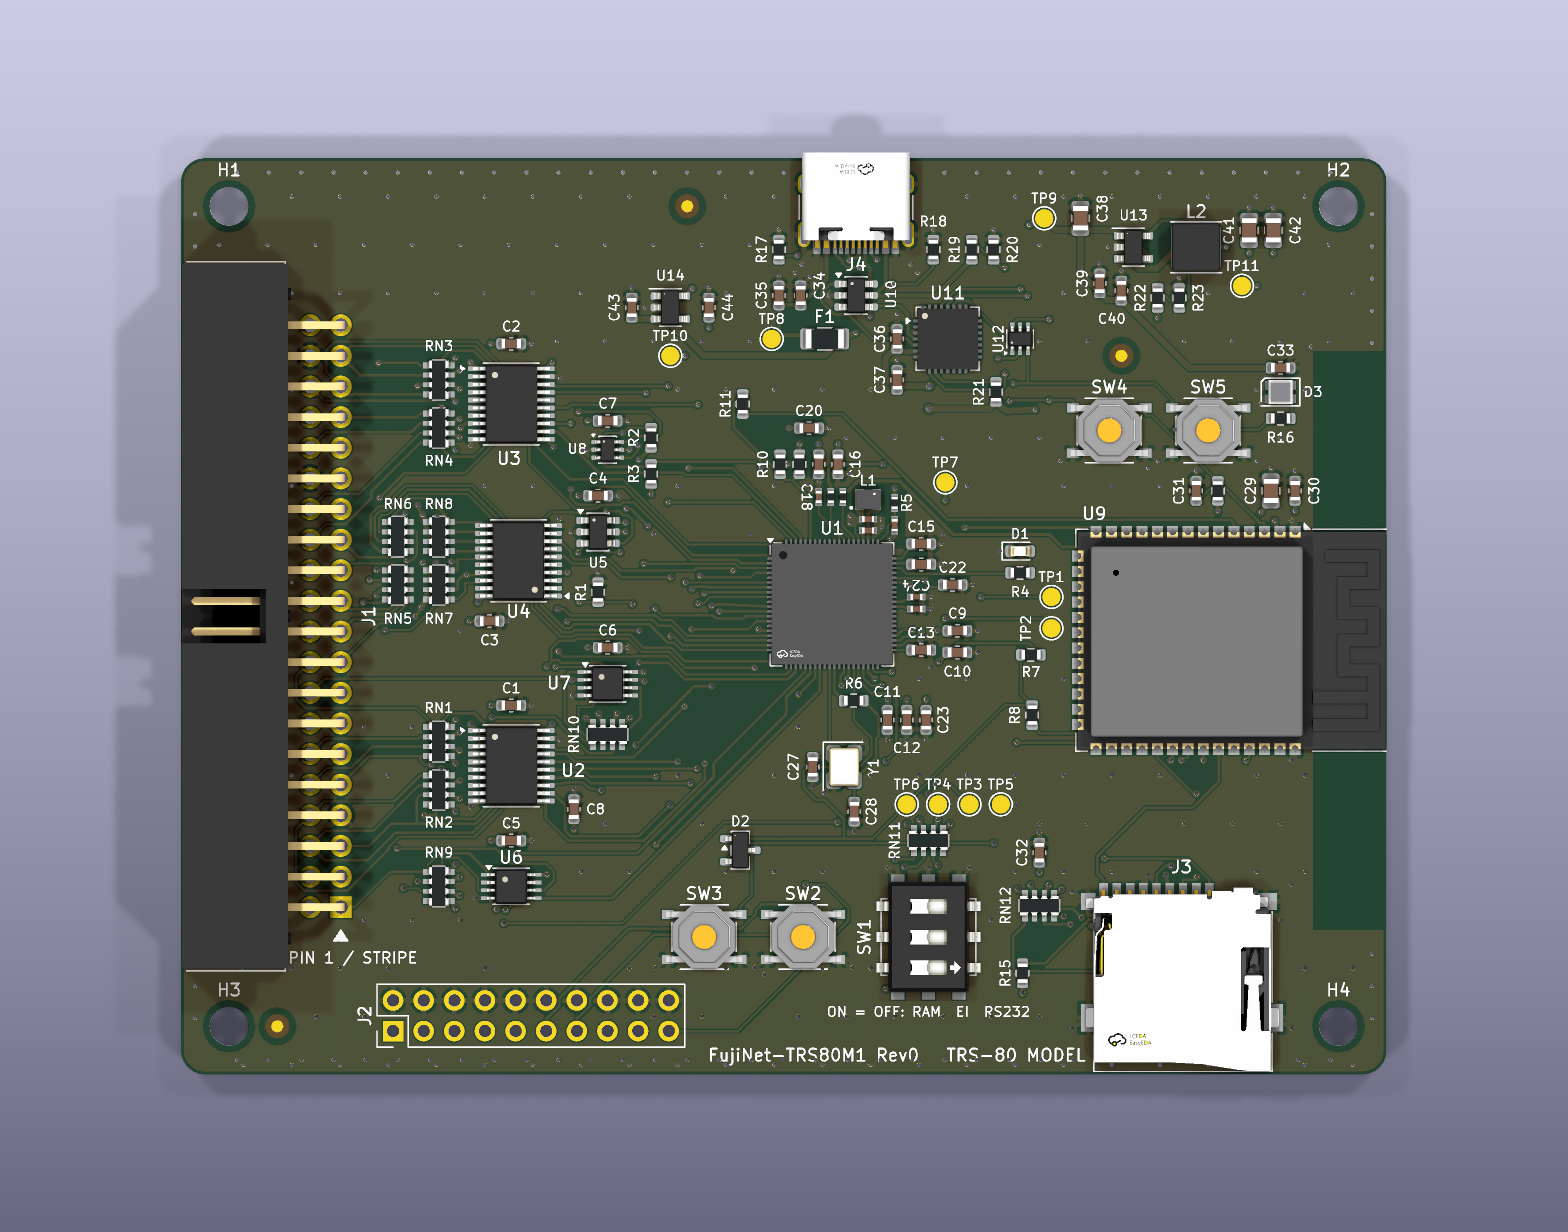 H1
H2
TP9
C38
U13
L2
C41
C42
R17
R18
R19
R20
J4
TP11
U14
C43
C44
C35
C34
U10
U11
C39
C40
R22
R23
TP8
F1
TP10
C36
U12
C2
RN3
C37
R21
SW4
SW5
C33
D3
R16
R11
C7
C20
RN4
U3
U8
R2
R3
R10
C16
TP7
C4
C18
L1
R5
C31
C29
C30
RN6
RN8
U1
U9
U5
C15
D1
C22
R4
TP1
C24
R1
J1
RN5
RN7
U4
C3
C6
C9
C13
C10
TP2
R7
U7
C1
RN1
R6
C11
C23
R8
RN10
C12
U2
C27
Y1
RN2
C8
C28
TP6
TP4
TP3
TP5
C5
D2
RN11
C32
RN9
U6
J3
SW3
SW2
RN12
SW1
PIN 1 / STRIPE
R15
H3
H4
J2
ON = OFF: RAM EI RS232
FujiNet-TRS80M1 Rev0 TRS-80 MODEL